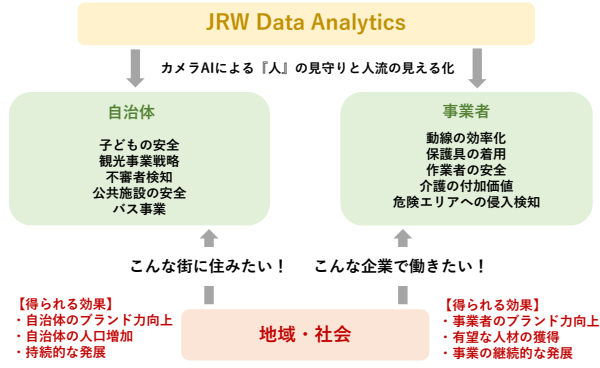 JRW Data Analytics
カメラAIによる『人』の見守りと人流の見える化
自治体
子どもの安全
観光事業戦略
不審者検知
公共施設の安全
バス事業
事業者
動線の効率化
保護具の着用
作業者の安全
介護の付加価値
危険エリアへの侵入検知
こんな街に住みたい！
こんな企業で働きたい！
【得られる効果】
・自治体のブランド力向上
・自治体の人口増加
・持続的な発展
地域・社会
【得られる効果】
・事業者のブランド力向上
・有望な人材の獲得
・事業の継続的な発展